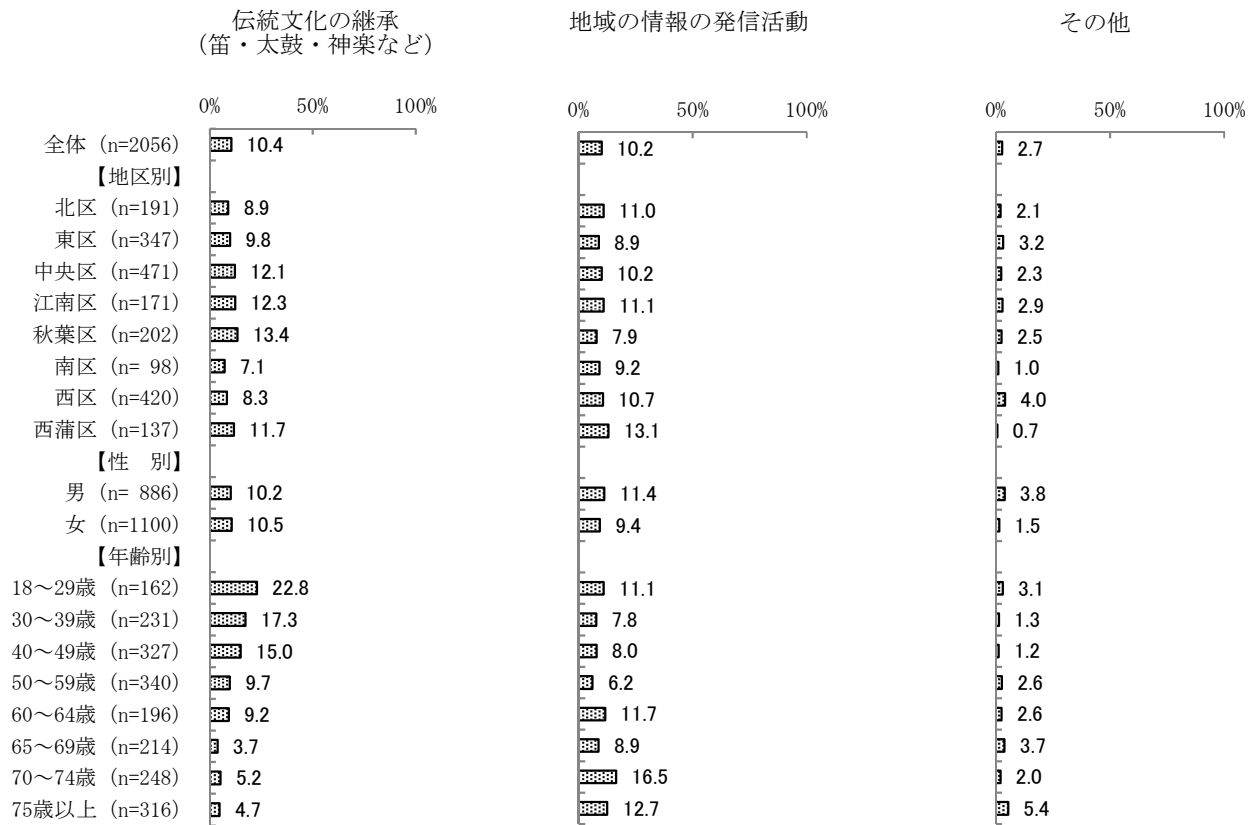 伝統文化の継承
（笛・太鼓・神楽など）
地域の情報の発信活動
その他
0% 50% 100%
0% 50% 100%
0% 50% 100%
全体 (n=2056) 10.4 10.2 2.7
【地区別】
北区 (n=191) 8.9 11.0 2.1
東区 (n=347) 9.8 8.9 3.2
中央区 (n=471) 12.1 10.2 2.3
江南区 (n=171) 12.3 11.1 2.9
秋葉区 (n=202) 13.4 7.9 2.5
南区 (n= 98) 7.1 9.2 1.0
西区 (n=420) 8.3 10.7 4.0
西蒲区 (n=137) 11.7 13.1 0.7
【性　別】
男 (n= 886) 10.2 11.4 3.8
女 (n=1100) 10.5 9.4 1.5
【年齢別】
18～29歳 (n=162) 22.8 11.1 3.1
30～39歳 (n=231) 17.3 7.8 1.3
40～49歳 (n=327) 15.0 8.0 1.2
50～59歳 (n=340) 9.7 6.2 2.6
60～64歳 (n=196) 9.2 11.7 2.6
65～69歳 (n=214) 3.7 8.9 3.7
70～74歳 (n=248) 5.2 16.5 2.0
75歳以上 (n=316) 4.7 12.7 5.4